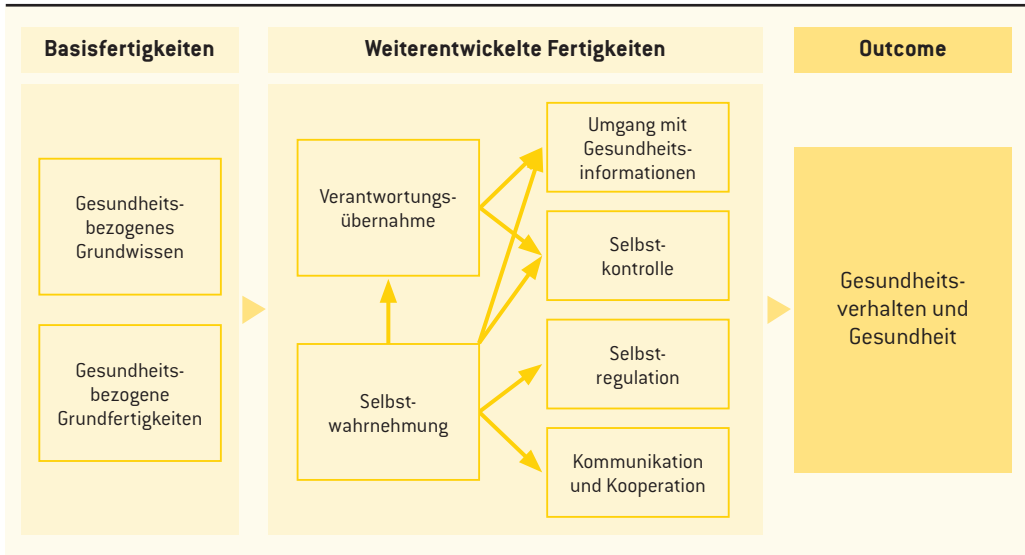 Basisfertigkeiten
Weiterentwickelte Fertigkeiten
Outcome
Gesundheits-
bezogenes
Grundwissen
Gesundheits-
bezogene
Grundfertigkeiten
Verantwortungs-
übernahme
Selbst-
wahrnehmung
Umgang mit
Gesundheits-
informationen
Selbst-
kontrolle
Selbst-
regulation
Kommunikation
und Kooperation
Gesundheits-
verhalten und
Gesundheit